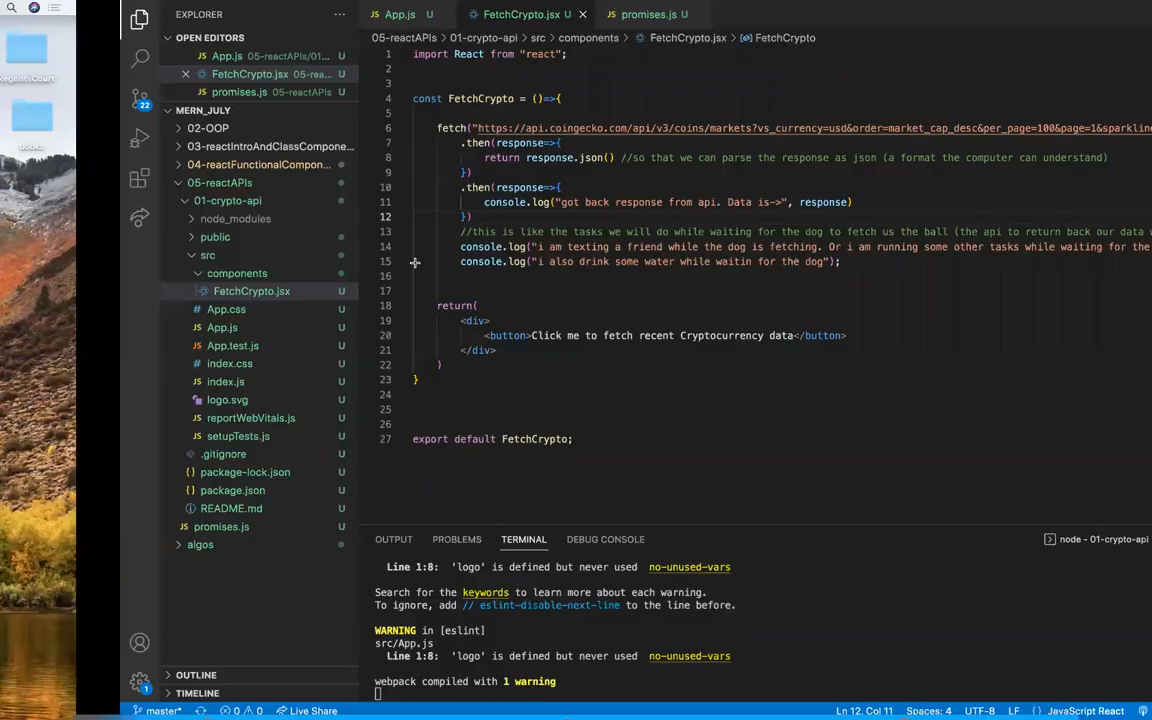 EXPLORER
OPEN EDITORS
App.js 05-reactAPIs/01... U
FetchCrypto.jsx 05-rea... U
promises.js 05-reactAPIs U
MERN_JULY
02-OOP
03-reactIntroAndClassCompone...
04-reactFunctionalCompon...
05-reactAPIs
01-crypto-api
node_modules
public
src
components
FetchCrypto.jsx U
App.css U
App.js U
App.test.js U
index.css U
index.js U
logo.svg U
reportWebVitals.js U
setupTests.js U
.gitignore U
package-lock.json U
package.json U
README.md U
promises.js U
algos
OUTLINE
TIMELINE
22
1
egentsCourt
App.js U
FetchCrypto.jsx U
promises.js U
05-reactAPIs > 01-crypto-api > src > components > FetchCrypto.jsx > FetchCrypto
1 import React from "react";
2
3
4 const FetchCrypto = ()=>{
5
6 fetch("https://api.coingecko.com/api/v3/coins/markets?vs_currency=usd&order=market_cap_desc&per_page=100&page=1&sparklin
7 .then(response=>{
8 return response.json() //so that we can parse the response as json (a format the computer can understand)
9 })
10 .then(response=>{
11 console.log("got back response from api. Data is->", response)
12 })
13 //this is like the tasks we will do while waiting for the dog to fetch us the ball (the api to return back our data w
14 console.log("i am texting a friend while the dog is fetching. Or i am running some other tasks while waiting for the
15 console.log("i also drink some water while waitin for the dog");
16
17
18 return(
19 <div>
20 <button>Click me to fetch recent Cryptocurrency data</button>
21 </div>
22 )
23 }
24
25
26
27 export default FetchCrypto;
OUTPUT PROBLEMS TERMINAL DEBUG CONSOLE
node - 01-crypto-api
Line 1:8: 'logo' is defined but never used no-unused-vars
Search for the keywords to learn more about each warning.
To ignore, add // eslint-disable-next-line to the line before.
WARNING in [eslint]
src/App.js
Line 1:8: 'logo' is defined but never used no-unused-vars
webpack compiled with 1 warning
master* 0 0 Live Share
Ln 12, Col 11 Spaces: 4 UTF-8 LF JavaScript React